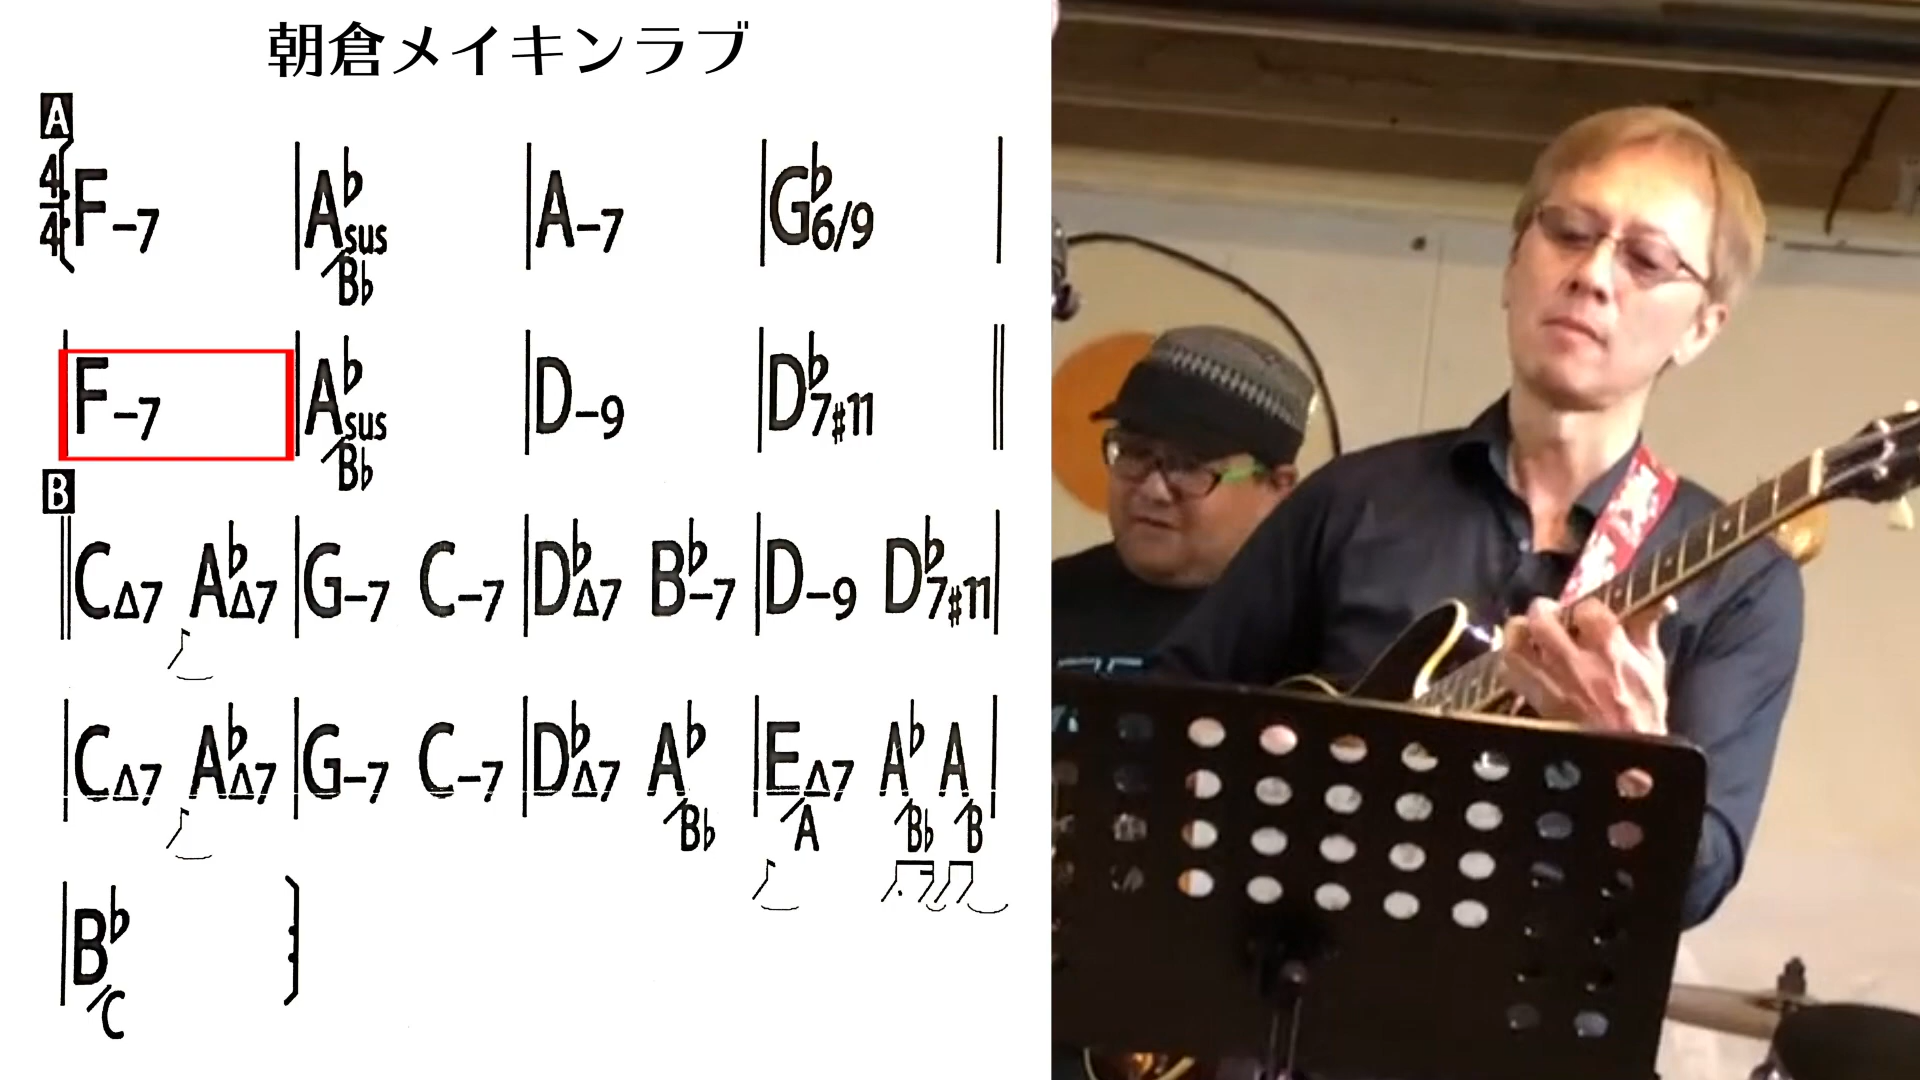 朝倉メイキンラブ
A
4/4 F-7 | A♭sus/B♭ | A-7 | G♭6/9 |
F-7 | A♭sus/B♭ | D-9 | D♭7♯11 ‖
B
C△7 A♭△7 | G-7 C-7 | D♭△7 B♭-7 | D-9 D♭7♯11 |
C△7 A♭△7 | G-7 C-7 | D♭△7 A♭/B♭ | E△7/A A♭/B♭ A/B |
B♭/C